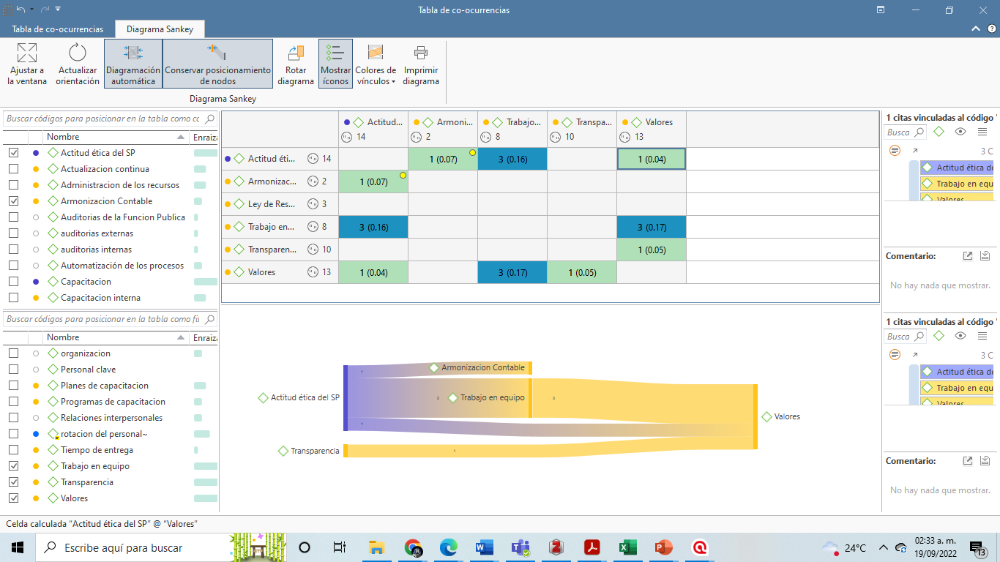 Tabla de co-ocurrencias
Tabla de co-ocurrencias
Diagrama Sankey
Ajustar a la ventana
Actualizar orientación
Diagramación automática
Conservar posicionamiento de nodos
Rotar diagrama
Mostrar íconos
Colores de vínculos
Imprimir diagrama
Diagrama Sankey
Buscar códigos para posicionar en la tabla como cc
Nombre Enraiza
Actitud ética del SP
Actualizacion continua
Administracion de los recursos
Armonizacion Contable
Auditorias de la Funcion Publica
auditorias externas
auditorias internas
Automatización de los procesos
Capacitacion
Capacitacion interna
Buscar códigos para posicionar en la tabla como fil
Nombre Enraiza
organizacion
Personal clave
Planes de capacitacion
Programas de capacitacion
Relaciones interpersonales
rotacion del personal~
Tiempo de entrega
Trabajo en equipo
Transparencia
Valores
Actitud... Armoni... Trabajo... Transpa... Valores
14 2 8 10 13
Actitud éti... 14 1 (0.07) 3 (0.16) 1 (0.04)
Armonizac... 2 1 (0.07)
Ley de Res... 3
Trabajo en... 8 3 (0.16) 3 (0.17)
Transparen... 10 1 (0.05)
Valores 13 1 (0.04) 3 (0.17) 1 (0.05)
Armonizacion Contable
1
Actitud ética del SP
3
Trabajo en equipo
3
Valores
1
Transparencia
1
1 citas vinculadas al código
Busca
3 C
Actitud ética de
Trabajo en equ
Valores
Comentario:
No hay nada que mostrar.
1 citas vinculadas al código
Busca
3 C
Actitud ética de
Trabajo en equ
Valores
Comentario:
No hay nada que mostrar.
Celda calculada "Actitud ética del SP" @ "Valores"
Escribe aquí para buscar
24°C
02:33 a. m.
19/09/2022
13